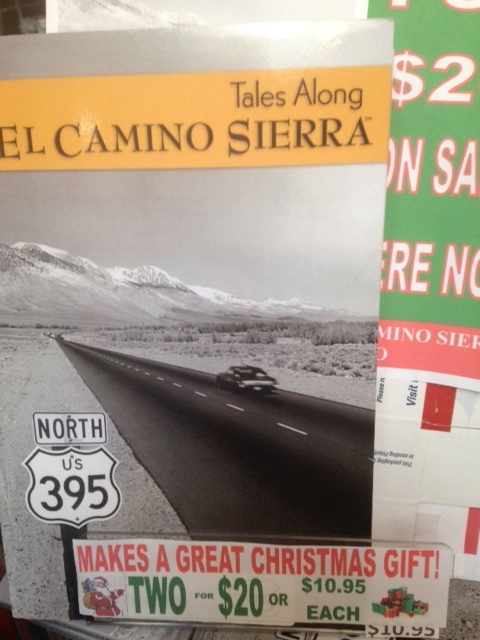 Tales Along
EL CAMINO SIERRA™
NORTH
US
395
MAKES A GREAT CHRISTMAS GIFT!
TWO FOR $20 OR $10.95 EACH
$10.95
$2
ON SA
ERE NO
MINO SIER
O
Visit